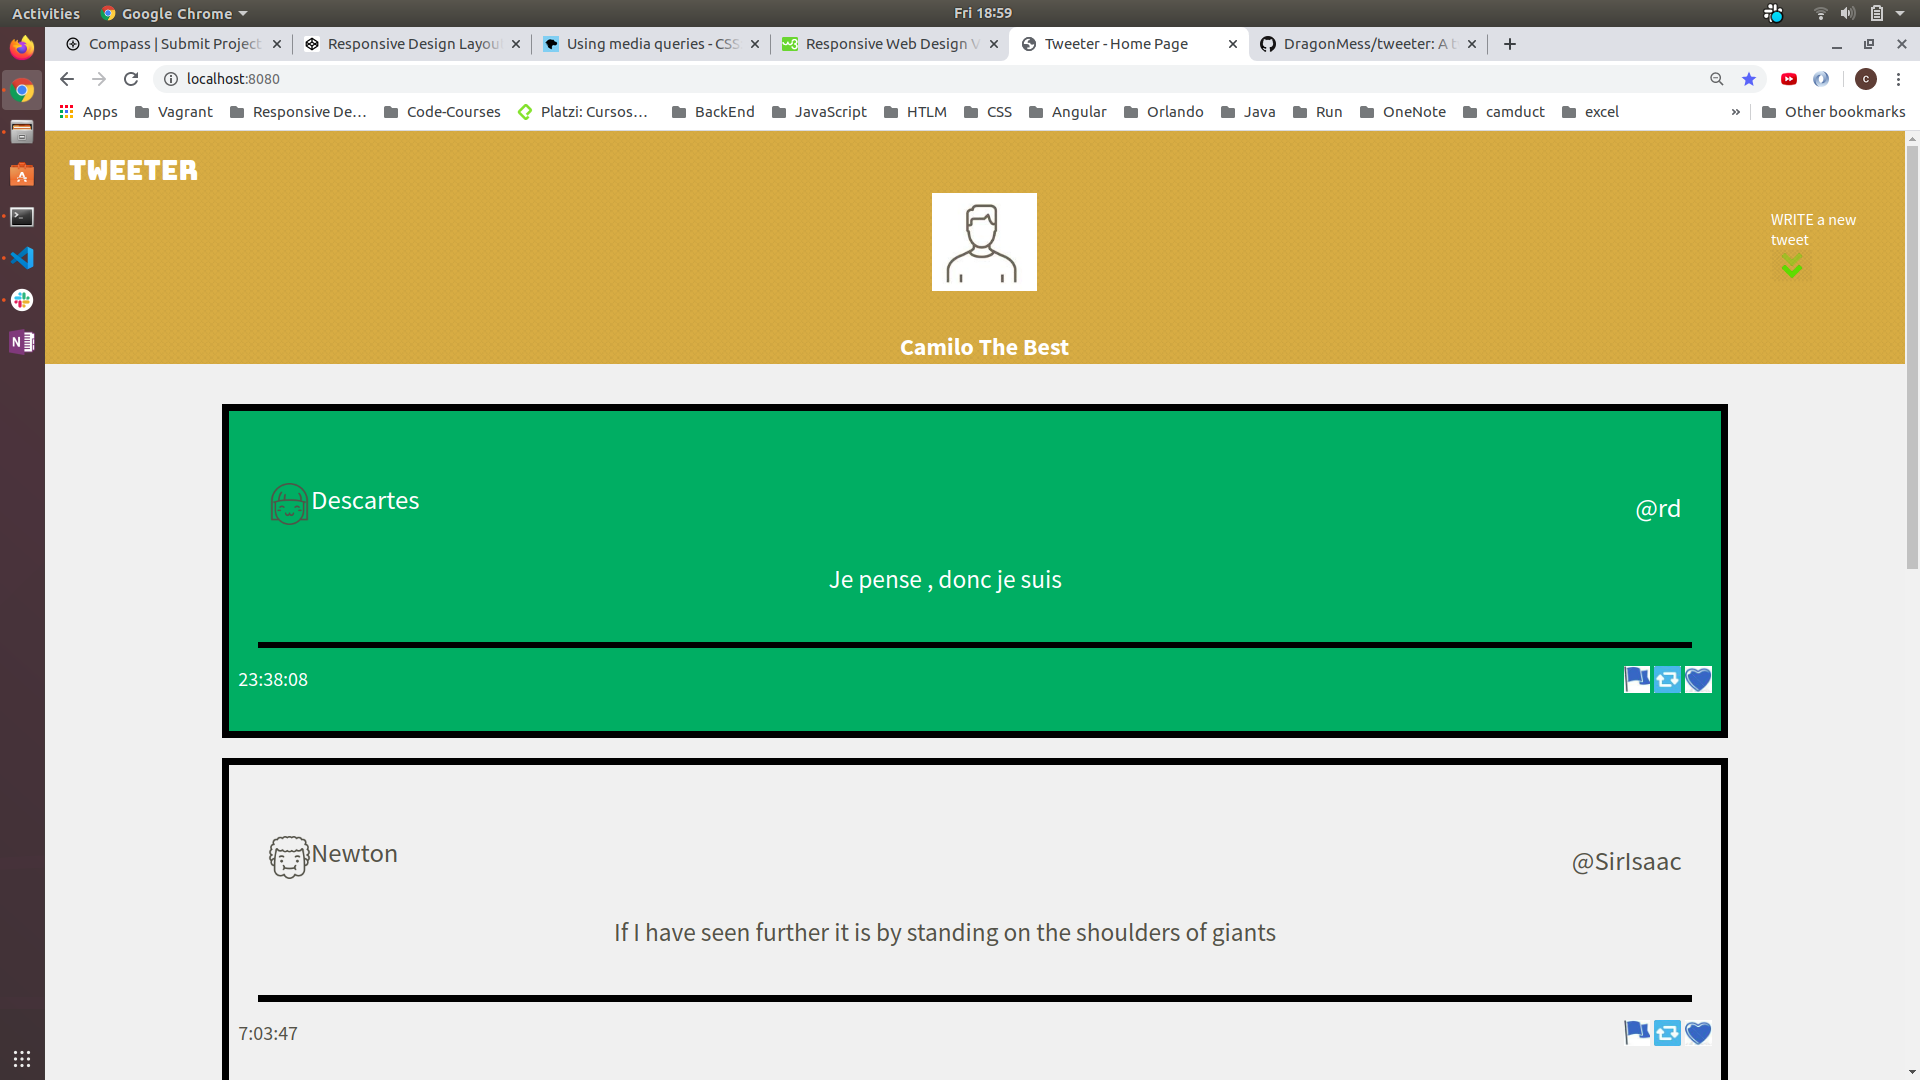 Activities Google Chrome Fri 18:59
Compass | Submit Project Responsive Design Layou Using media queries - CSS Responsive Web Design V Tweeter - Home Page DragonMess/tweeter: A t
localhost:8080 c
Apps Vagrant Responsive De... Code-Courses Platzi: Cursos... BackEnd JavaScript HTLM CSS Angular Orlando Java Run OneNote camduct excel » Other bookmarks
TWEETER
WRITE a new
tweet
Camilo The Best
Descartes @rd
Je pense , donc je suis
23:38:08
Newton @SirIsaac
If I have seen further it is by standing on the shoulders of giants
7:03:47